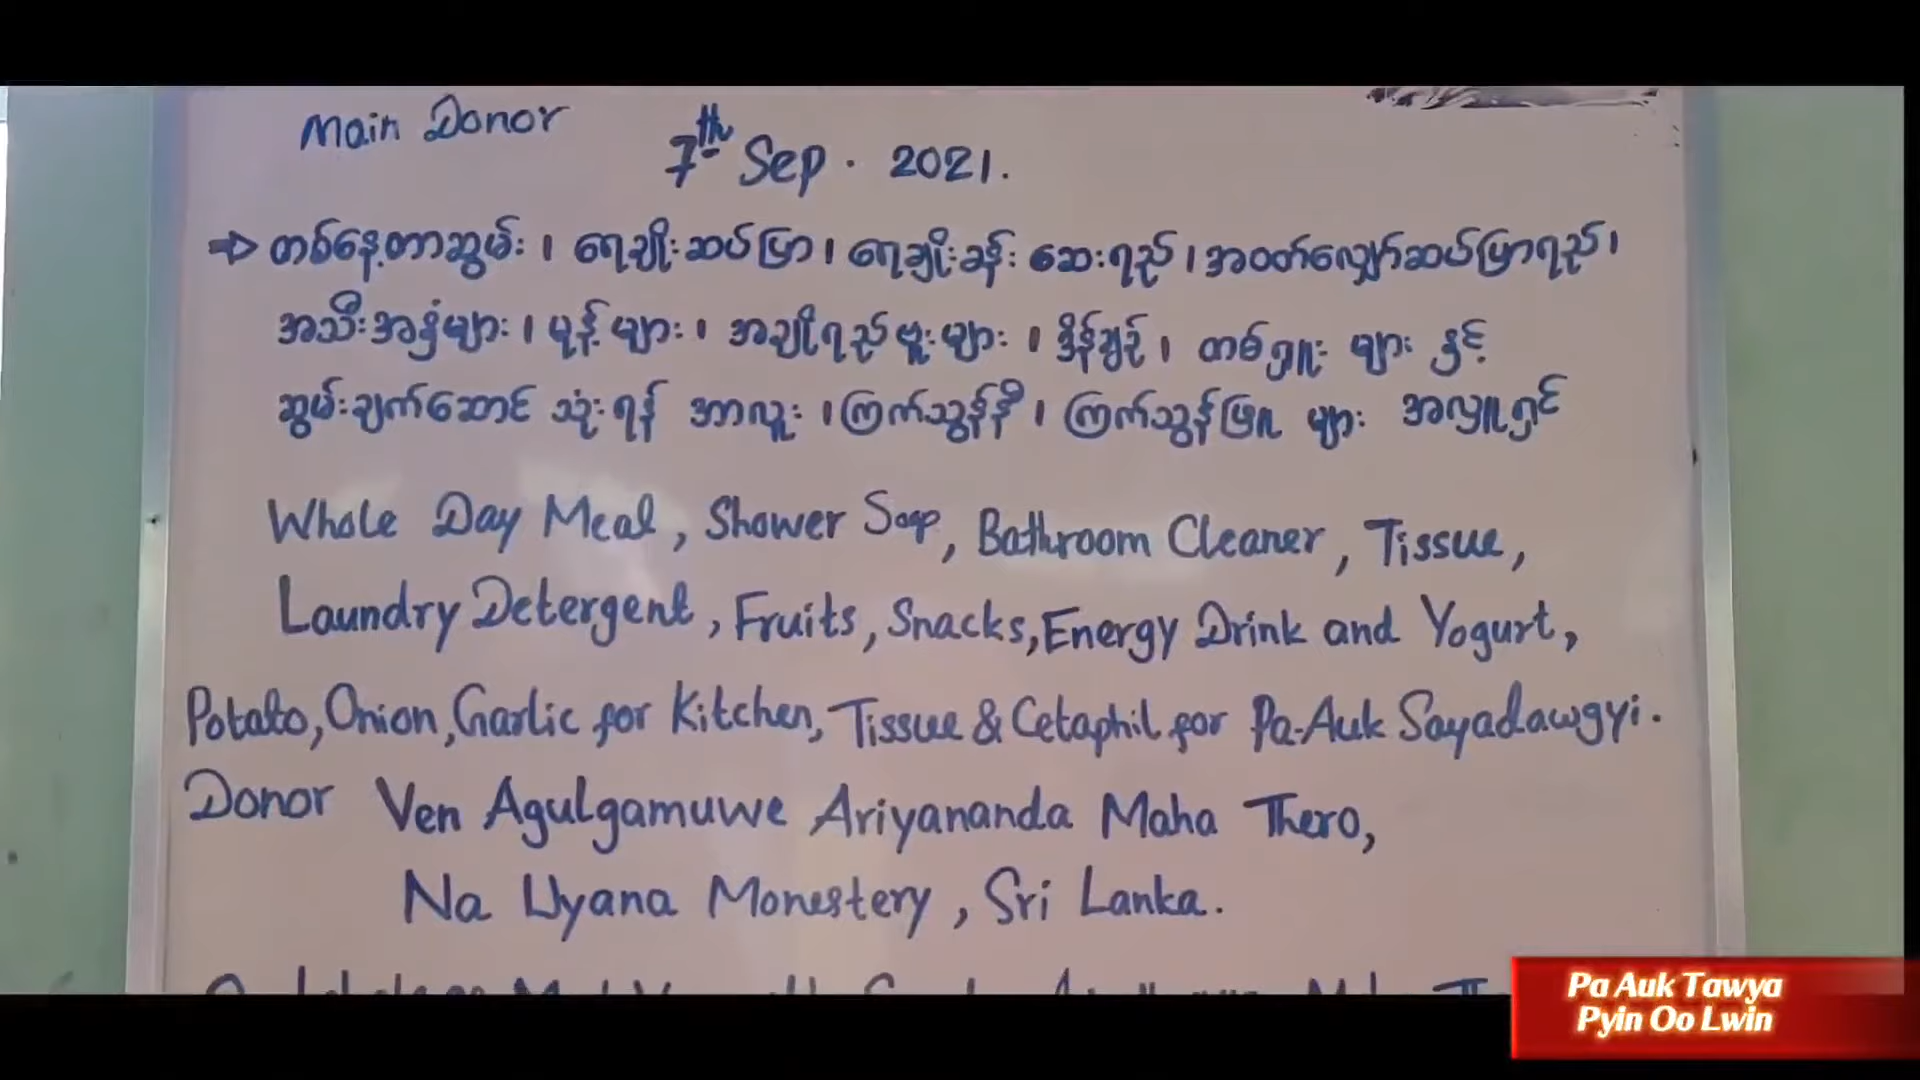 Main Donor
7th Sep. 2021.
⇒ တစ်နေ့တာဆွမ်း ၊ ရေချိုးဆပ်ပြာ ၊ ရေချိုးခန်း ဆေးရည် ၊ အဝတ်လျှော်ဆပ်ပြာရည် ၊
အသီးအနှံများ ၊ မုန့်များ ၊ အချိုရည်ဗူးများ ၊ ဒိန်ချဉ် ၊ တစ်ရှူး များ နှင့်
ဆွမ်းချက်ဆောင် သုံးရန် အာလူး ၊ ကြက်သွန်နီ ၊ ကြက်သွန်ဖြူ များ အလှူရှင်
Whole Day Meal, Shower Soap, Bathroom Cleaner, Tissue,
Laundry Detergent, Fruits, Snacks, Energy Drink and Yogurt,
Potato, Onion, Garlic for Kitchen, Tissue & Cetaphil for Pa-Auk Sayadawgyi.
Donor Ven Agulgamuwe Ariyananda Maha Thero,
Na Uyana Monestery, Sri Lanka.
Pa Auk Tawya
Pyin Oo Lwin